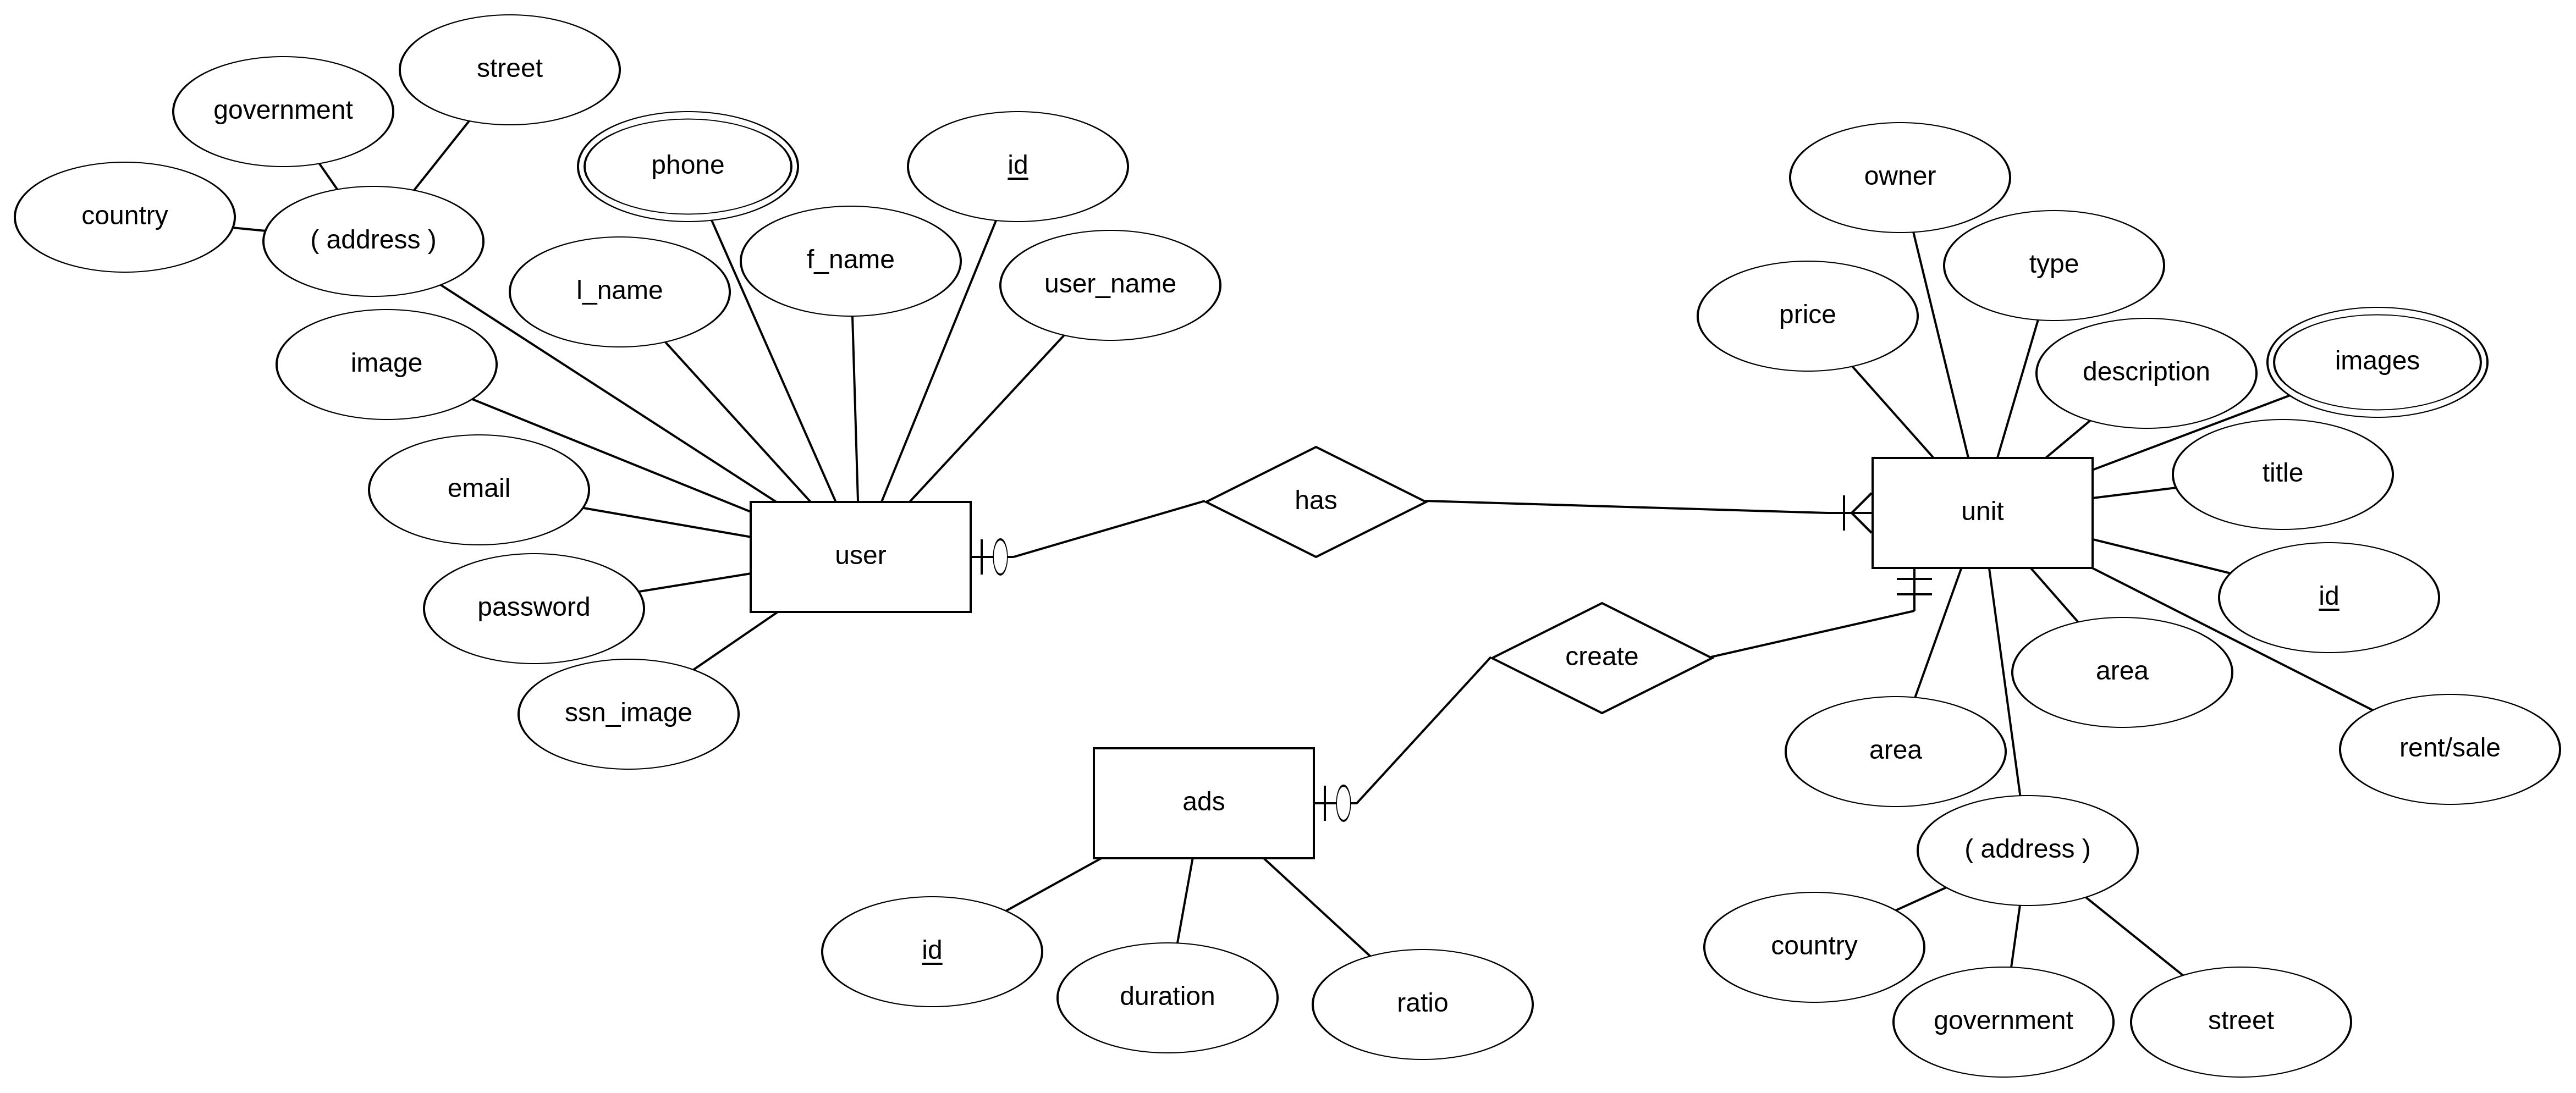 street
government
phone
id
country
( address )
f_name
l_name
user_name
image
email
user
password
ssn_image
has
owner
type
price
description
images
title
unit
id
area
create
area
rent/sale
ads
( address )
id
duration
ratio
country
government
street